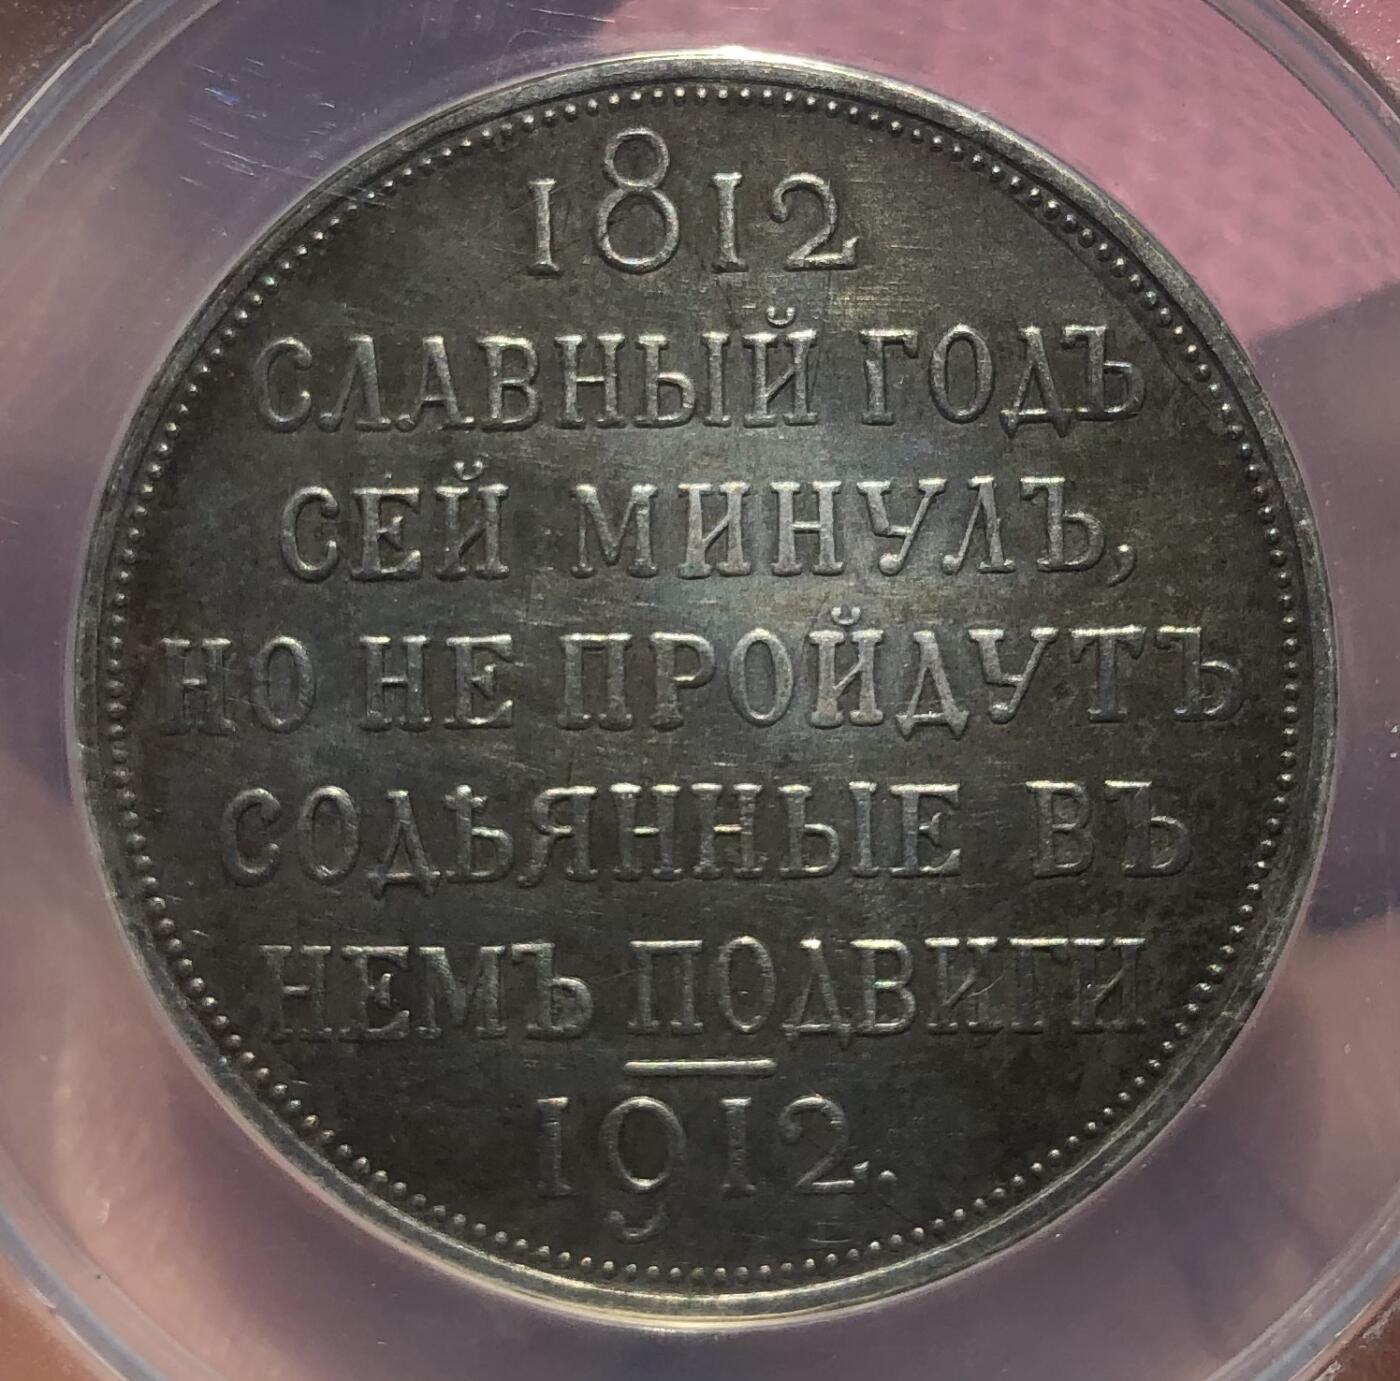 1812
СЛАВНЫЙ ГОДЪ
СЕЙ МИНУЛЪ,
НО НЕ ПРОЙДУТЪ
СОДѢЯННЫЕ ВЪ
НЕМЪ ПОДВИГИ
1912.